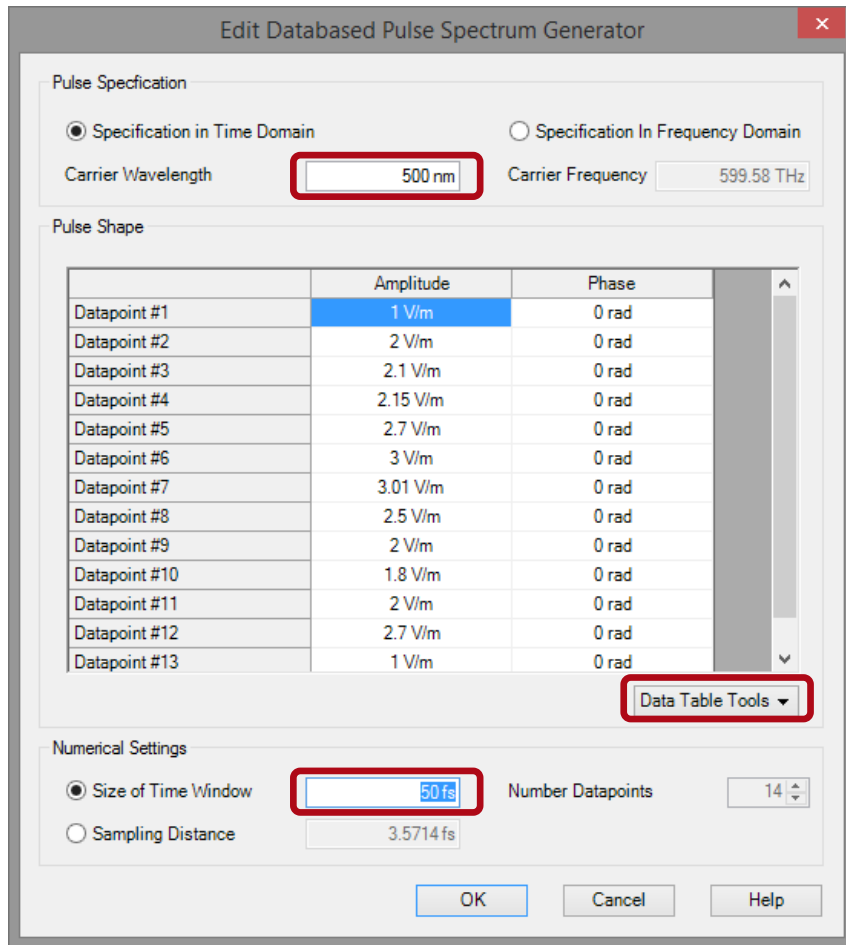 Edit Databased Pulse Spectrum Generator
Pulse Specfication
Specification in Time Domain Specification In Frequency Domain
Carrier Wavelength 500 nm Carrier Frequency 599.58 THz
Pulse Shape
Amplitude Phase
Datapoint #1 1 V/m 0 rad
Datapoint #2 2 V/m 0 rad
Datapoint #3 2.1 V/m 0 rad
Datapoint #4 2.15 V/m 0 rad
Datapoint #5 2.7 V/m 0 rad
Datapoint #6 3 V/m 0 rad
Datapoint #7 3.01 V/m 0 rad
Datapoint #8 2.5 V/m 0 rad
Datapoint #9 2 V/m 0 rad
Datapoint #10 1.8 V/m 0 rad
Datapoint #11 2 V/m 0 rad
Datapoint #12 2.7 V/m 0 rad
Datapoint #13 1 V/m 0 rad
Data Table Tools
Numerical Settings
Size of Time Window 50 fs Number Datapoints 14
Sampling Distance 3.5714 fs
OK Cancel Help